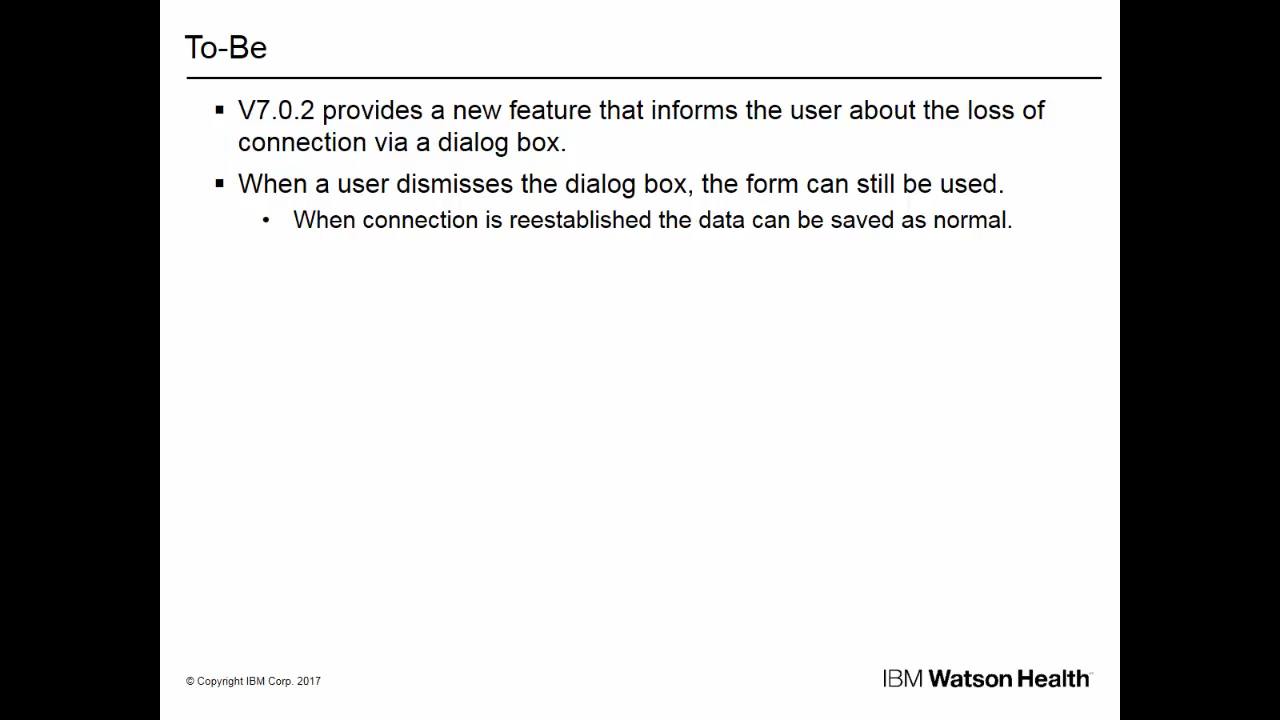 To-Be
▪ V7.0.2 provides a new feature that informs the user about the loss of
connection via a dialog box.
▪ When a user dismisses the dialog box, the form can still be used.
• When connection is reestablished the data can be saved as normal.
© Copyright IBM Corp. 2017
IBM Watson Health™